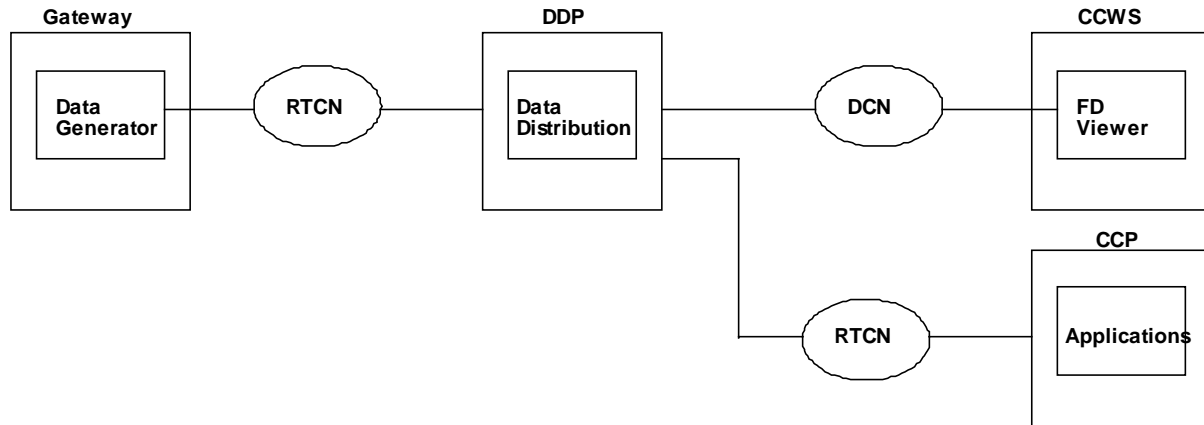 Gateway
DDP
CCWS
Data
Generator
RTCN
Data
Distribution
DCN
FD
Viewer
CCP
RTCN
Applications